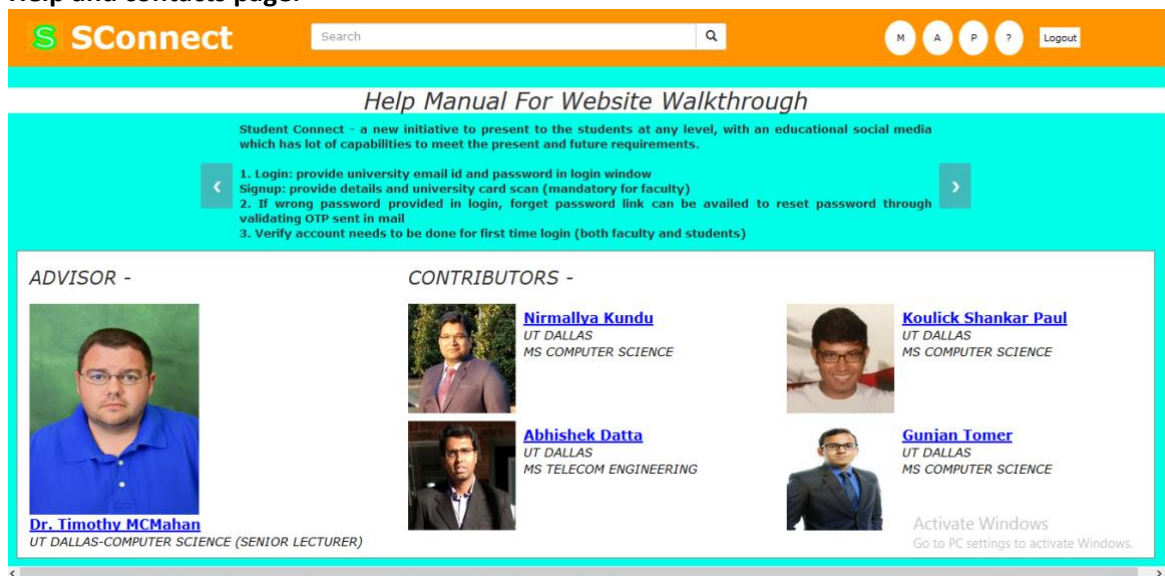 Help and contacts page:
S SConnect
Search
M A P ? Logout
Help Manual For Website Walkthrough
Student Connect - a new initiative to present to the students at any level, with an educational social media
which has lot of capabilities to meet the present and future requirements.
1. Login: provide university email id and password in login window
Signup: provide details and university card scan (mandatory for faculty)
2. If wrong password provided in login, forget password link can be availed to reset password through
validating OTP sent in mail
3. Verify account needs to be done for first time login (both faculty and students)
ADVISOR -
Dr. Timothy MCMahan
UT DALLAS-COMPUTER SCIENCE (SENIOR LECTURER)
CONTRIBUTORS -
Nirmallya Kundu
UT DALLAS
MS COMPUTER SCIENCE
Koulick Shankar Paul
UT DALLAS
MS COMPUTER SCIENCE
Abhishek Datta
UT DALLAS
MS TELECOM ENGINEERING
Gunjan Tomer
UT DALLAS
MS COMPUTER SCIENCE
Activate Windows
Go to PC settings to activate Windows.